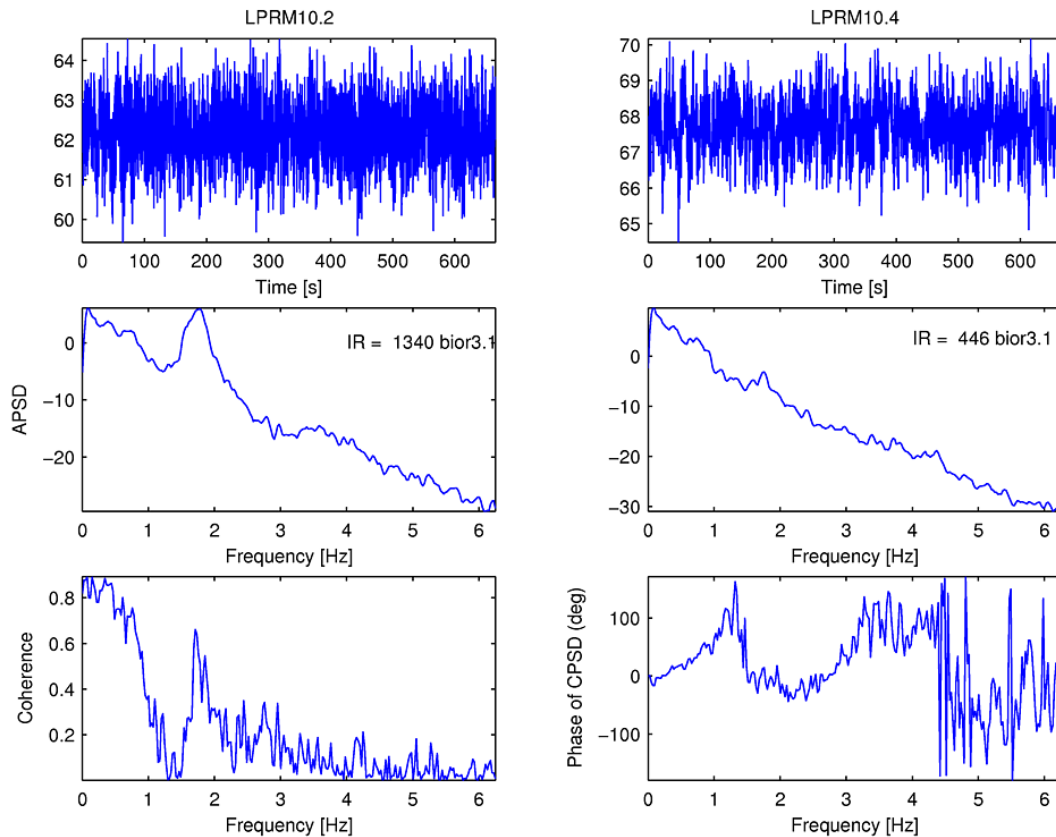 LPRM10.2
64
63
62
61
60
0 100 200 300 400 500 600
Time [s]
LPRM10.4
70
69
68
67
66
65
0 100 200 300 400 500 600
Time [s]
IR = 1340 bior3.1
APSD
0
−10
−20
0 1 2 3 4 5 6
Frequency [Hz]
IR = 446 bior3.1
10
0
−10
−20
−30
0 1 2 3 4 5 6
Frequency [Hz]
Coherence
0.8
0.6
0.4
0.2
0 1 2 3 4 5 6
Frequency [Hz]
Phase of CPSD (deg)
100
0
−100
0 1 2 3 4 5 6
Frequency [Hz]